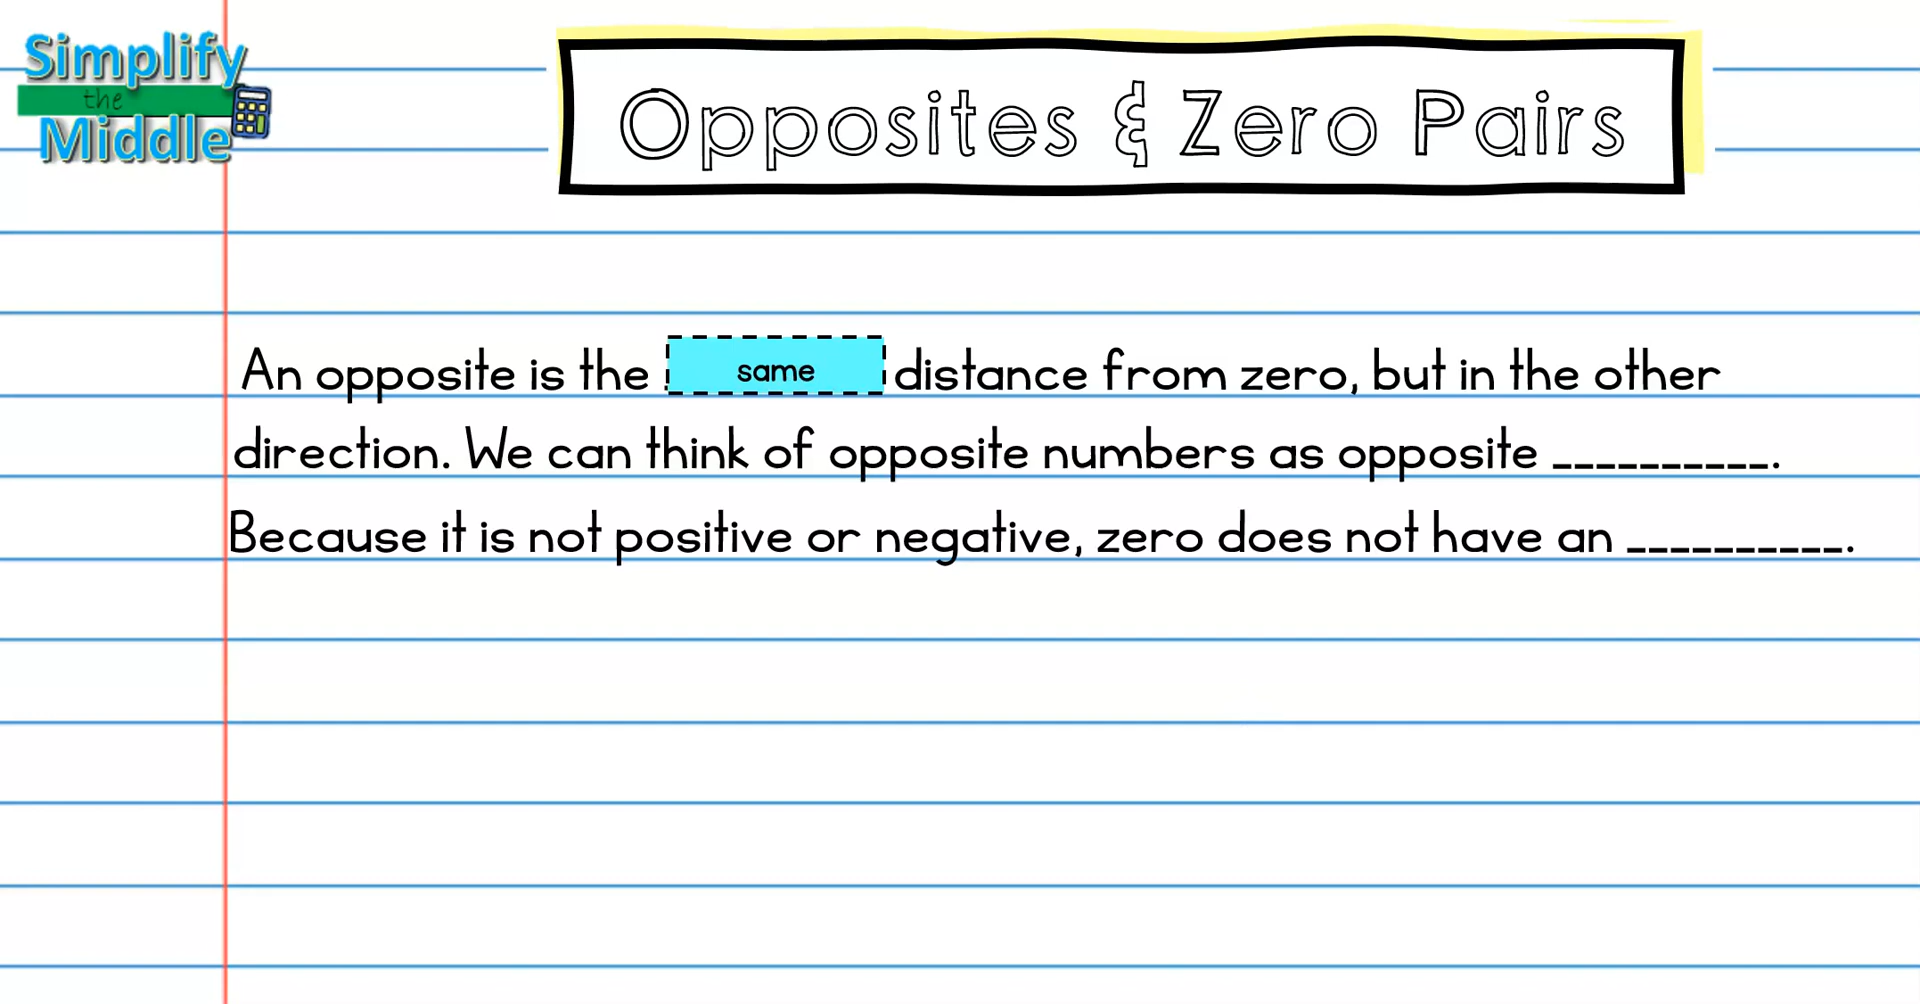 Simplify
the
Middle
Opposites & Zero Pairs
An opposite is the same distance from zero, but in the other
direction. We can think of opposite numbers as opposite __________.
Because it is not positive or negative, zero does not have an __________.